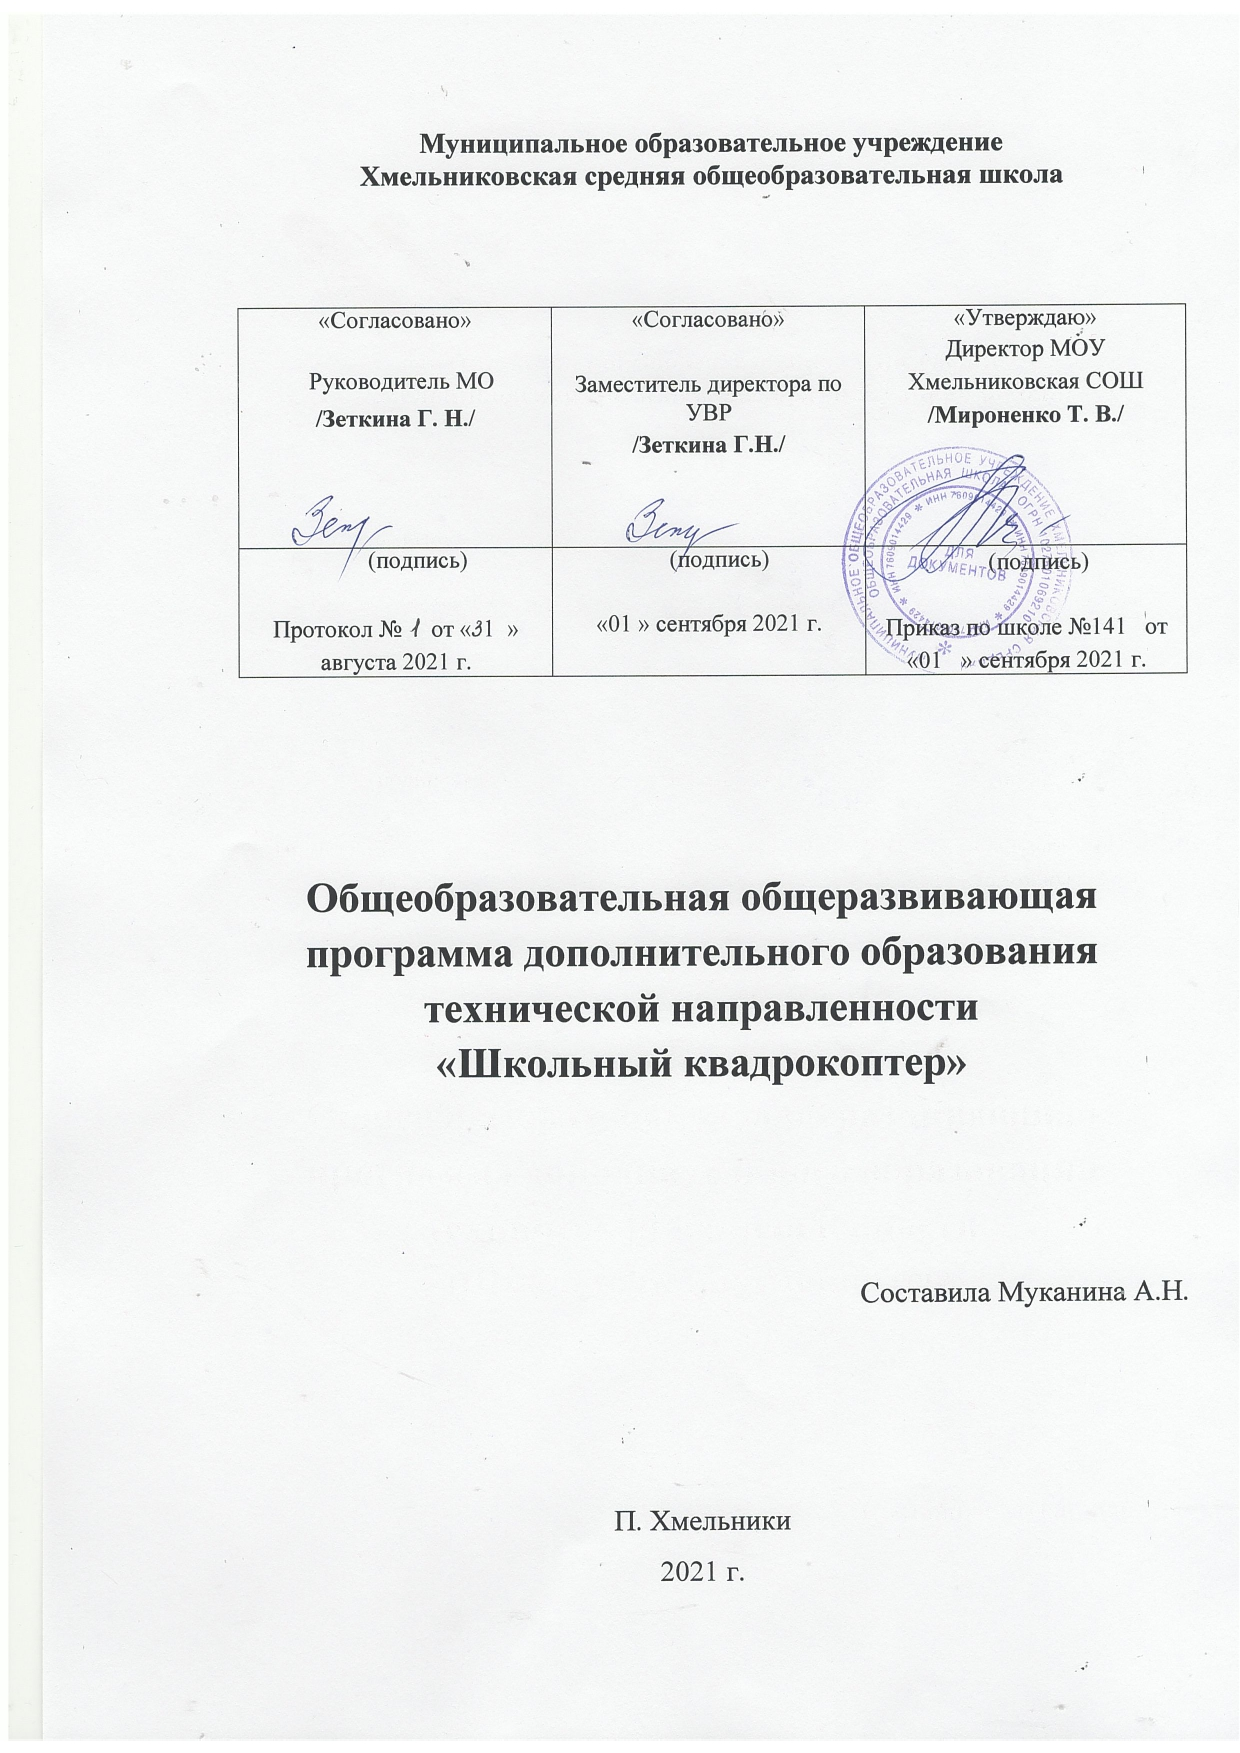 Муниципальное образовательное учреждение
Хмельниковская средняя общеобразовательная школа
«Согласовано»
Руководитель МО
/Зеткина Г. Н./
«Согласовано»
Заместитель директора по
УВР
/Зеткина Г.Н./
«Утверждаю»
Директор МОУ
Хмельниковская СОШ
/Мироненко Т. В./
(подпись)
Протокол № 1 от «31 »
августа 2021 г.
(подпись)
«01 » сентября 2021 г.
(подпись)
Приказ по школе №141 от
«01 » сентября 2021 г.
ДЛЯ
ДОКУМЕНТОВ
Общеобразовательная общеразвивающая
программа дополнительного образования
технической направленности
«Школьный квадрокоптер»
Составила Муканина А.Н.
П. Хмельники
2021 г.